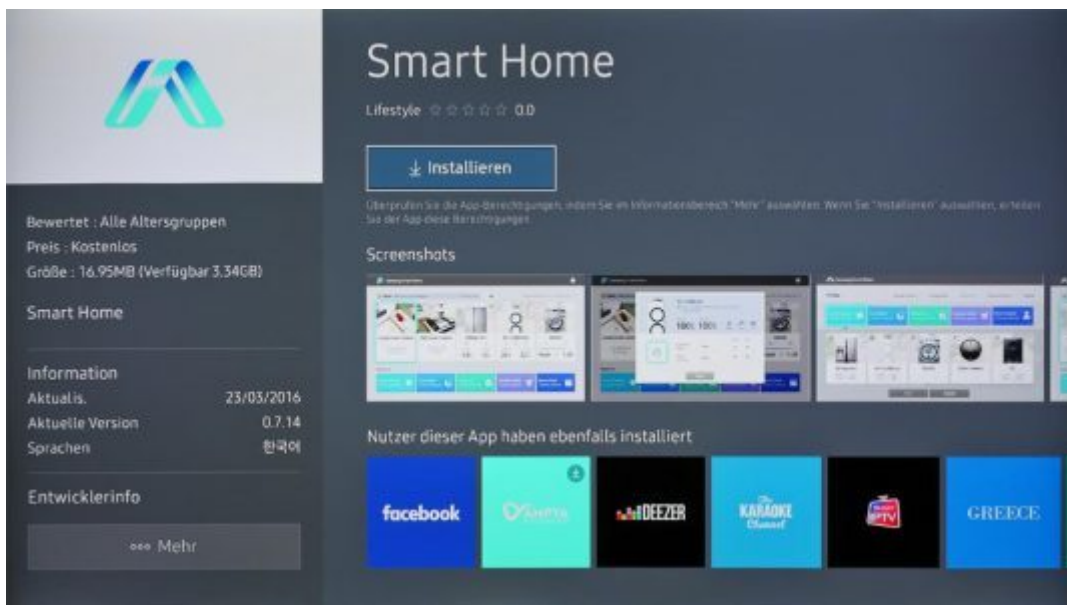 Smart Home
Lifestyle ☆☆☆☆☆ 0.0
Installieren
Überprüfen Sie die App-Berechtigungen, indem Sie im Informationsbereich "Mehr" auswählen. Wenn Sie "Installieren" auswählen, erteilen
Sie der App diese Berechtigungen
Bewertet : Alle Altersgruppen
Preis : Kostenlos
Größe : 16.95MB (Verfügbar 3.34GB)
Smart Home
Information
Aktualis. 23/03/2016
Aktuelle Version 0.7.14
Sprachen 한국어
Entwicklerinfo
Mehr
Screenshots
Nutzer dieser App haben ebenfalls installiert
facebook
DEEZER
The
KARAOKE
Channel
IPTV
GREECE